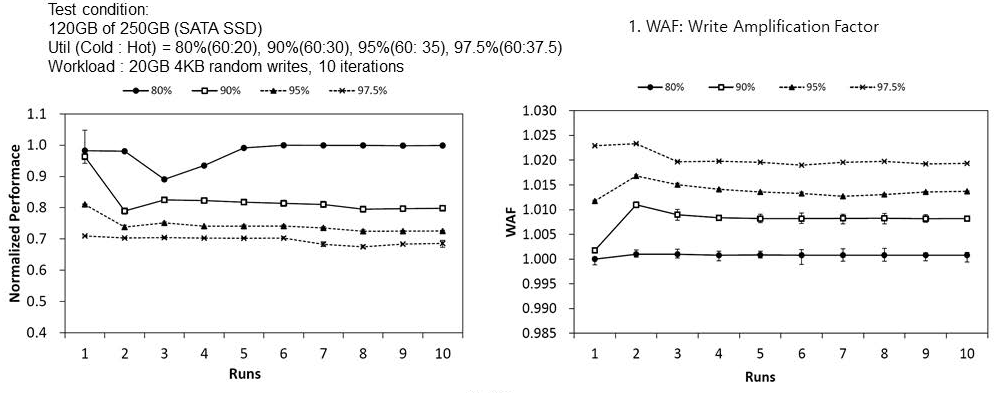 Test condition:
120GB of 250GB (SATA SSD)
Util (Cold : Hot) = 80%(60:20), 90%(60:30), 95%(60: 35), 97.5%(60:37.5)
Workload : 20GB 4KB random writes, 10 iterations
1. WAF: Write Amplification Factor
80% 90% 95% 97.5%
1.1
1.0
0.9
0.8
0.7
0.6
0.5
0.4
Normalized Performace
1 2 3 4 5 6 7 8 9 10
Runs
80% 90% 95% 97.5%
1.030
1.025
1.020
1.015
1.010
1.005
1.000
0.995
0.990
0.985
WAF
1 2 3 4 5 6 7 8 9 10
Runs